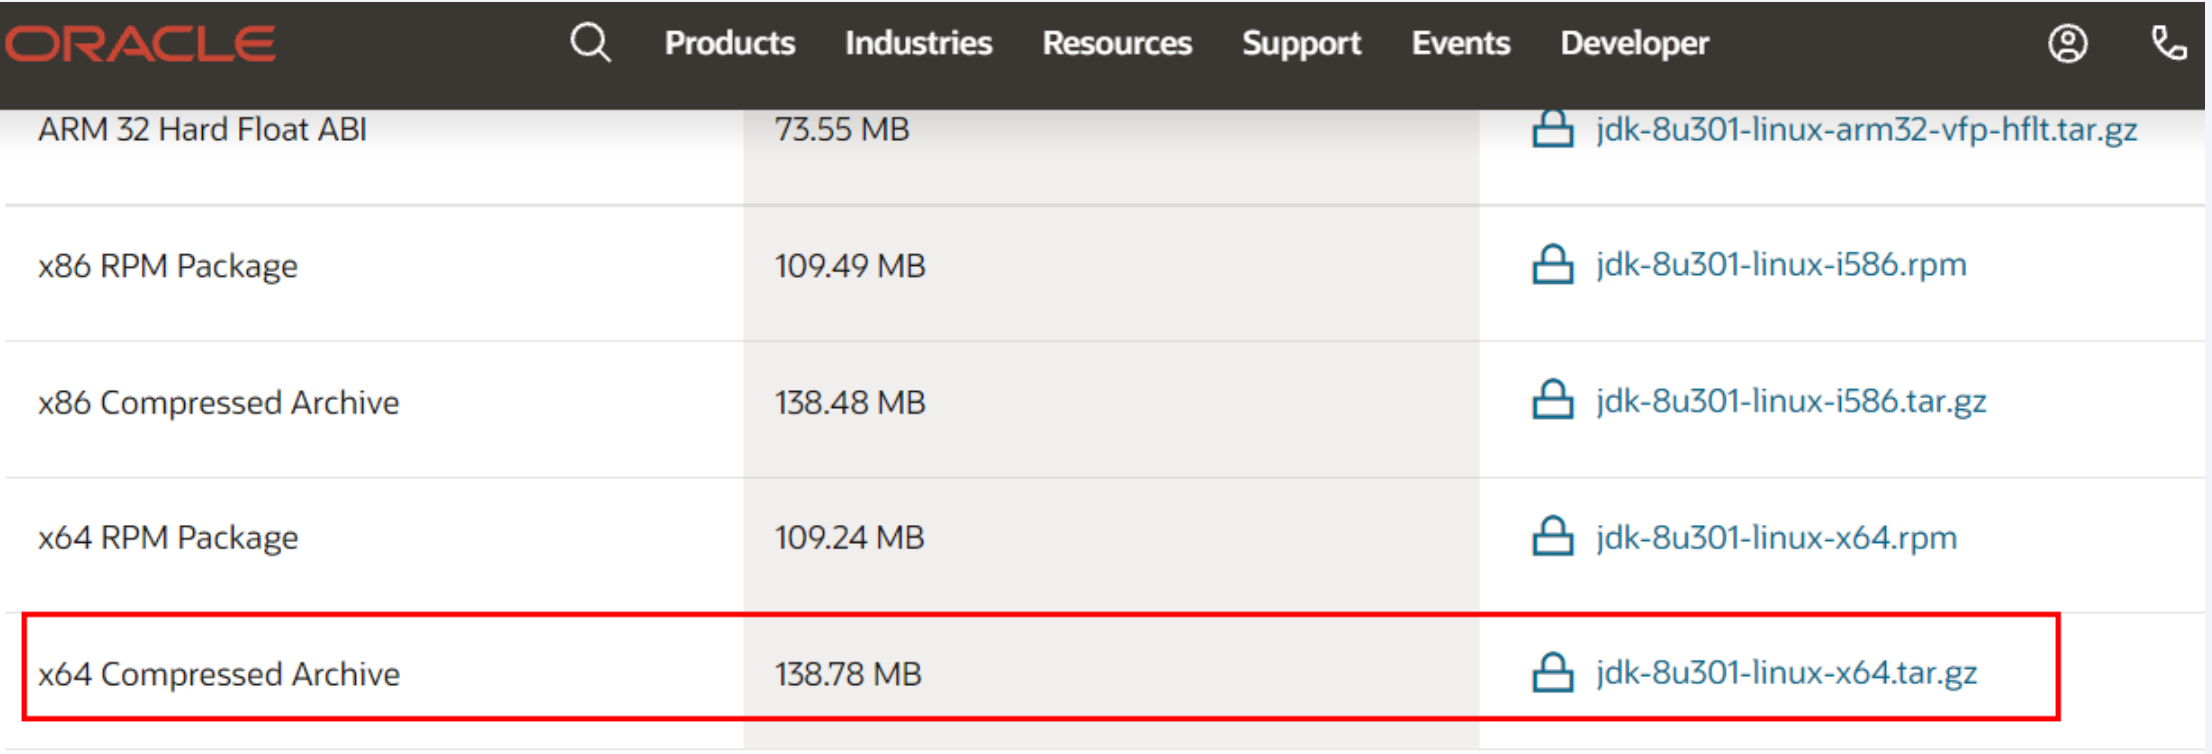 ORACLE Products Industries Resources Support Events Developer
ARM 32 Hard Float ABI 73.55 MB jdk-8u301-linux-arm32-vfp-hflt.tar.gz
x86 RPM Package 109.49 MB jdk-8u301-linux-i586.rpm
x86 Compressed Archive 138.48 MB jdk-8u301-linux-i586.tar.gz
x64 RPM Package 109.24 MB jdk-8u301-linux-x64.rpm
x64 Compressed Archive 138.78 MB jdk-8u301-linux-x64.tar.gz